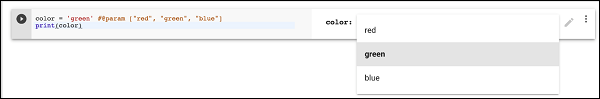 color = 'green' #@param ["red", "green", "blue"]
print(color)
color:
red
green
blue